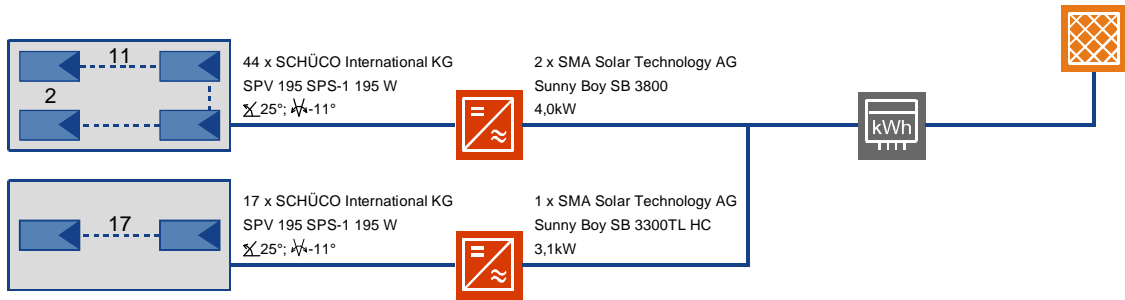 11
2
44 x SCHÜCO International KG
SPV 195 SPS-1 195 W
25°; -11°
2 x SMA Solar Technology AG
Sunny Boy SB 3800
4,0kW
kWh
17
17 x SCHÜCO International KG
SPV 195 SPS-1 195 W
25°; -11°
1 x SMA Solar Technology AG
Sunny Boy SB 3300TL HC
3,1kW